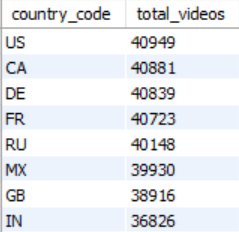 country_code total_videos
US 40949
CA 40881
DE 40839
FR 40723
RU 40148
MX 39930
GB 38916
IN 36826